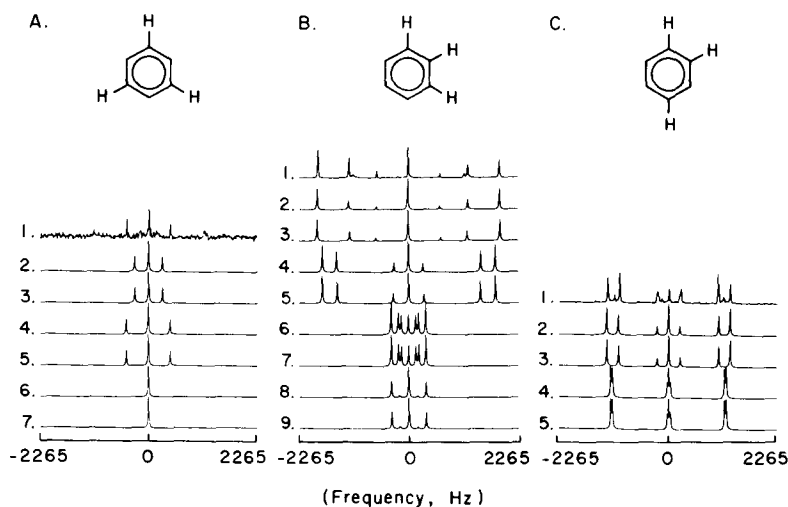 A.
B.
C.
H
H
H
H
H
H
H
H
H
1.
2.
3.
4.
5.
6.
7.
1.
2.
3.
4.
5.
6.
7.
8.
9.
1.
2.
3.
4.
5.
-2265 0 2265
-2265 0 2265
-2265 0 2265
(Frequency, Hz)